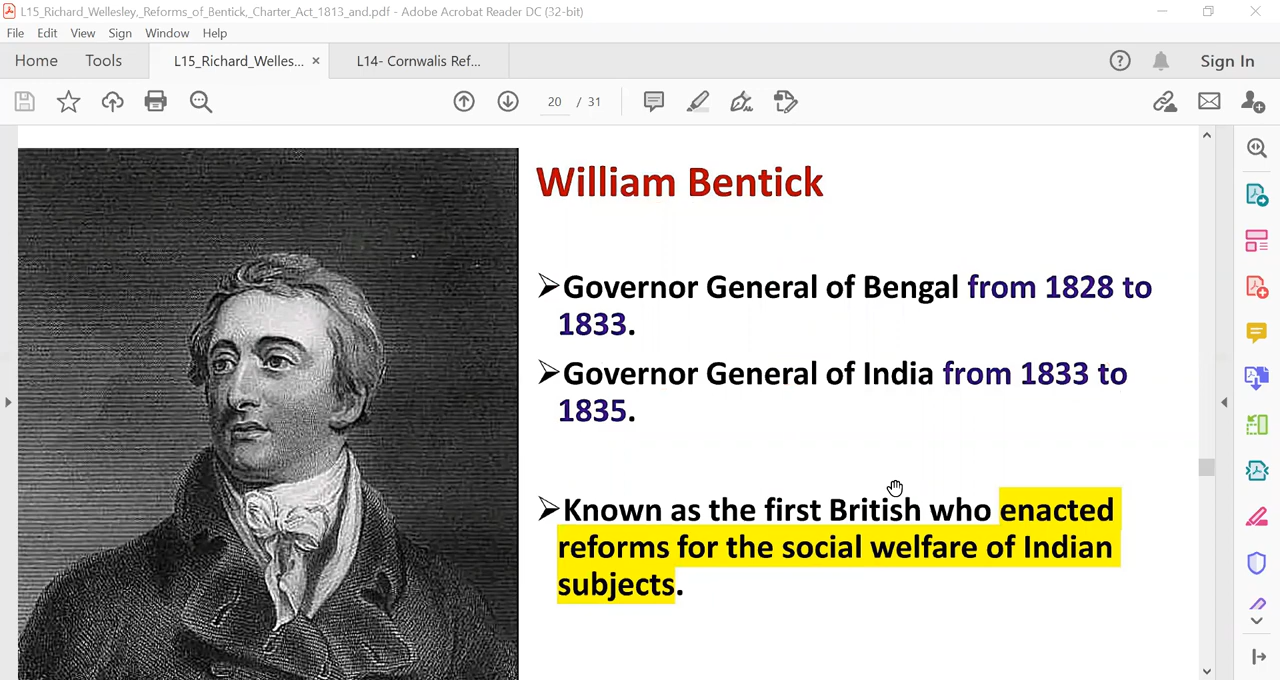 L15_Richard_Wellesley,_Reforms_of_Bentick,_Charter_Act_1813_and.pdf - Adobe Acrobat Reader DC (32-bit)
File Edit View Sign Window Help
Home Tools L15_Richard_Welles... × L14- Cornwalis Ref... Sign In
20 / 31
William Bentick
➢Governor General of Bengal from 1828 to
1833.
➢Governor General of India from 1833 to
1835.
➢Known as the first British who enacted
reforms for the social welfare of Indian
subjects.